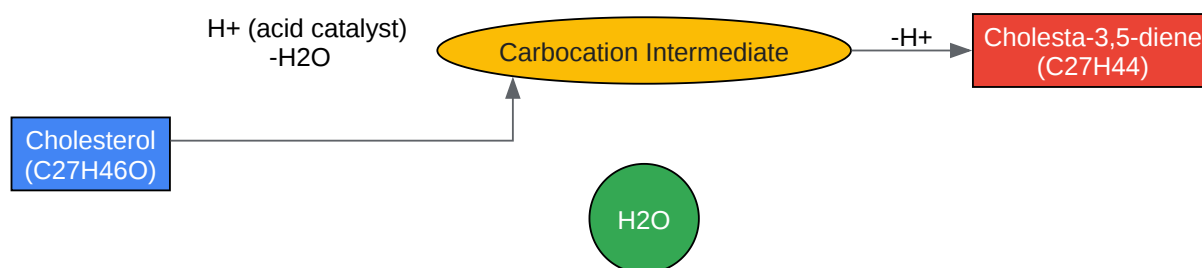 H+ (acid catalyst)
-H2O
Carbocation Intermediate
-H+
Cholesta-3,5-diene
(C27H44)
Cholesterol
(C27H46O)
H2O